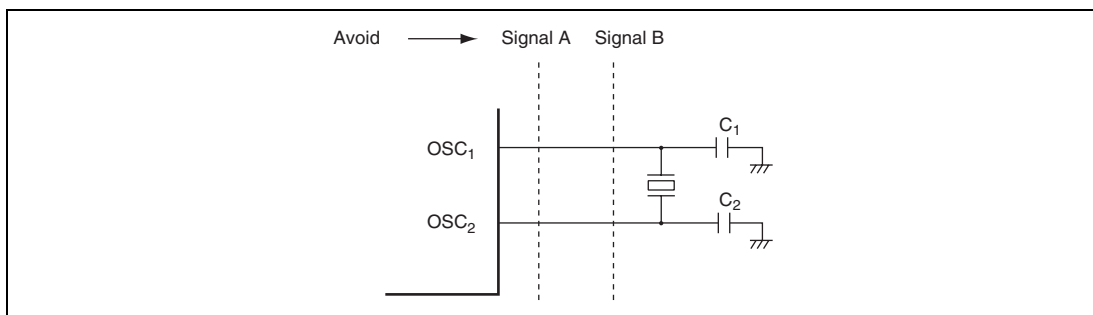 Avoid Signal A Signal B
OSC₁
C₁
OSC₂
C₂